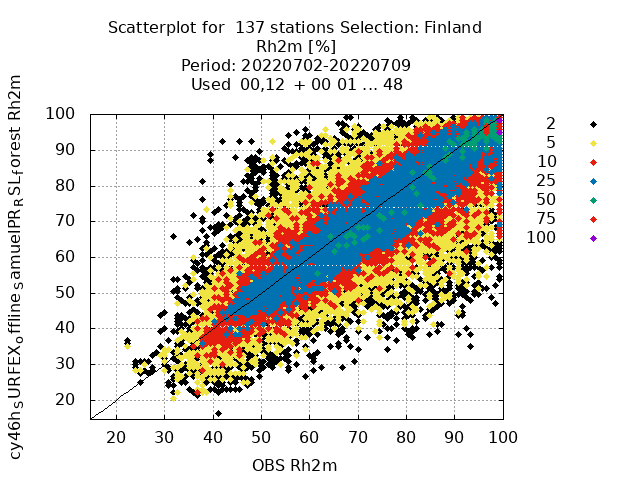 Scatterplot for 137 stations Selection: Finland
Rh2m [%]
Period: 20220702-20220709
Used 00,12 + 00 01 ... 48
cy46h_SURFEX_offline_samuelPR_RSL_forest Rh2m
100
90
80
70
60
50
40
30
20
20 30 40 50 60 70 80 90 100
OBS Rh2m
2
5
10
25
50
75
100